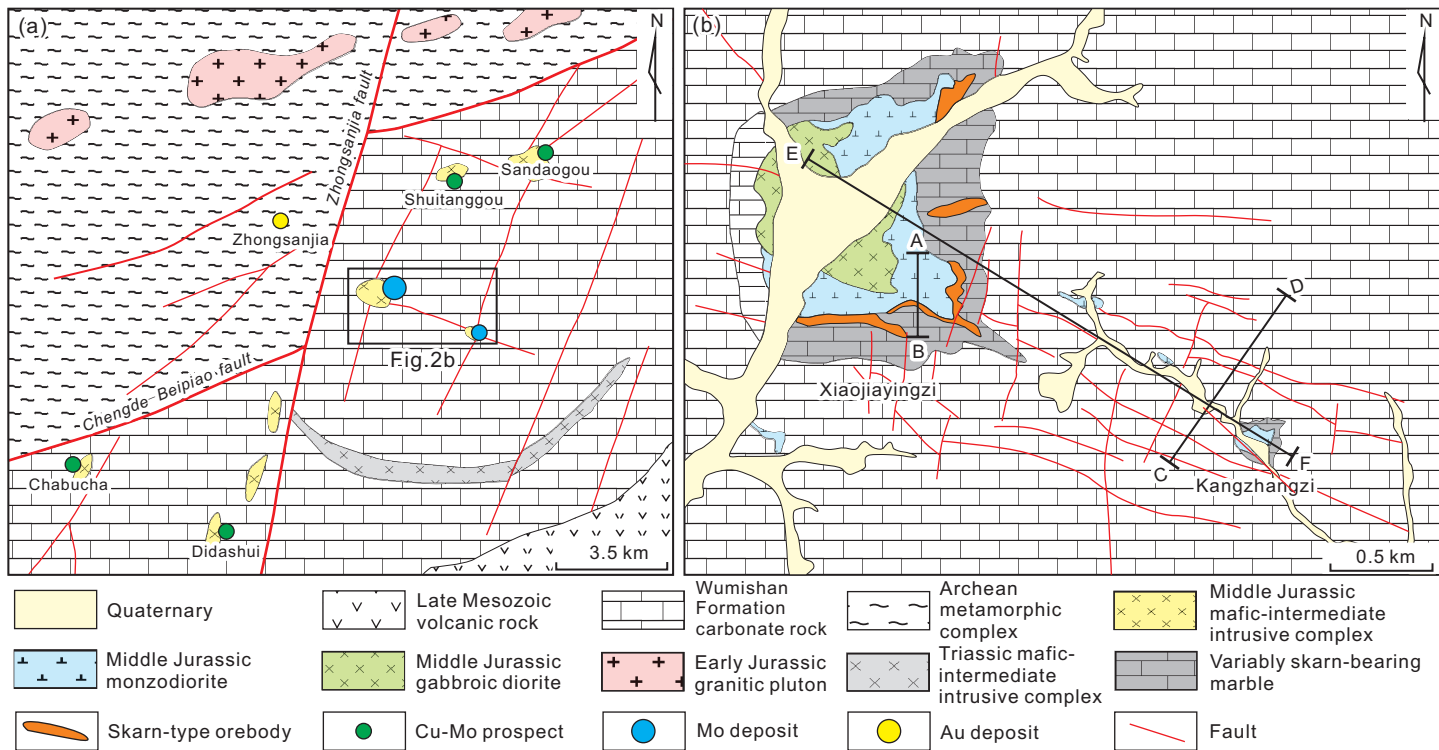 (a)
N
Zhongsanjia fault
Sandaogou
Shuitanggou
Zhongsanjia
Fig.2b
Chengde-Beipiao fault
Chabucha
Didashui
3.5 km
(b)
N
E
A
B
Xiaojiayingzi
D
C
F
Kangzhangzi
0.5 km
Quaternary
Late Mesozoic
volcanic rock
Wumishan
Formation
carbonate rock
Archean
metamorphic
complex
Middle Jurassic
mafic-intermediate
intrusive complex
Middle Jurassic
monzodiorite
Middle Jurassic
gabbroic diorite
Early Jurassic
granitic pluton
Triassic mafic-
intermediate
intrusive complex
Variably skarn-bearing
marble
Skarn-type orebody
Cu-Mo prospect
Mo deposit
Au deposit
Fault